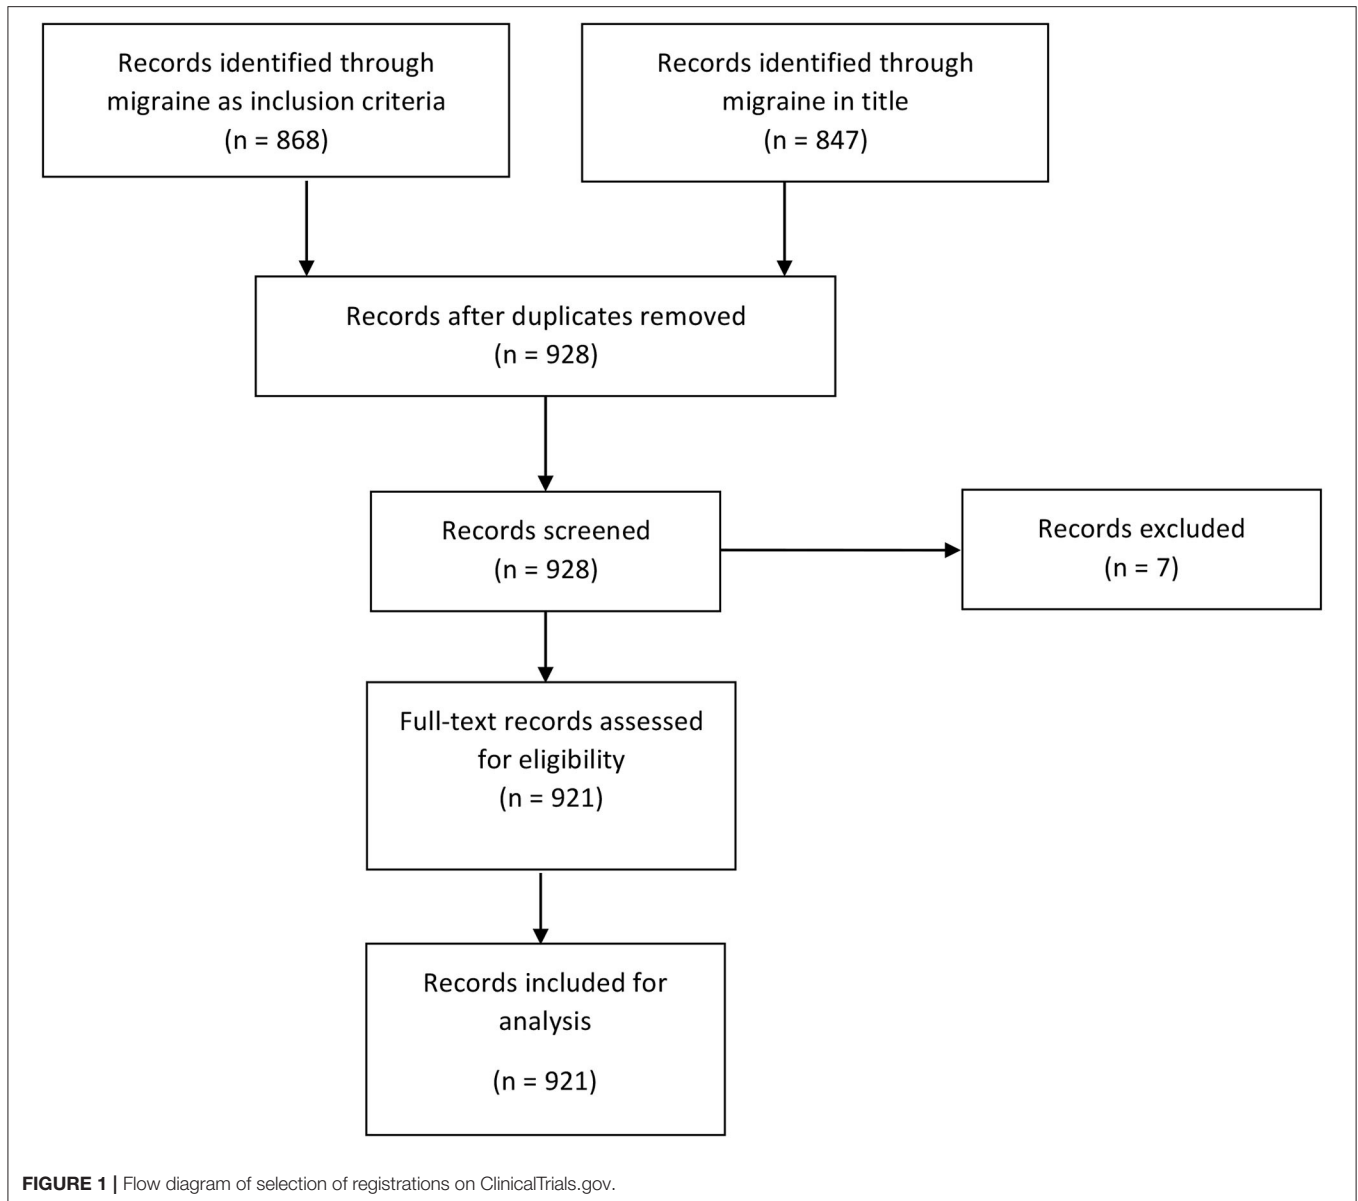 Records identified through
migraine as inclusion criteria
(n = 868)
Records identified through
migraine in title
(n = 847)
Records after duplicates removed
(n = 928)
Records screened
(n = 928)
Records excluded
(n = 7)
Full-text records assessed
for eligibility
(n = 921)
Records included for
analysis
(n = 921)
FIGURE 1 | Flow diagram of selection of registrations on ClinicalTrials.gov.